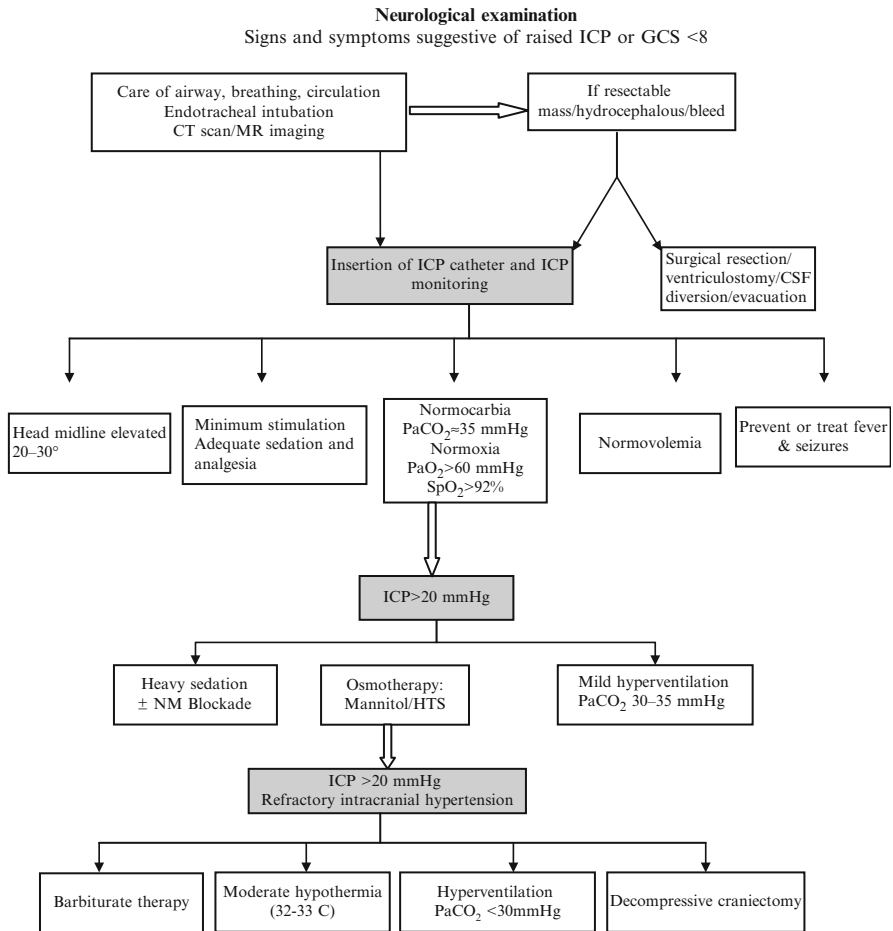 Neurological examination
Signs and symptoms suggestive of raised ICP or GCS <8
Care of airway, breathing, circulation
Endotracheal intubation
CT scan/MR imaging
If resectable
mass/hydrocephalous/bleed
Insertion of ICP catheter and ICP
monitoring
Surgical resection/
ventriculostomy/CSF
diversion/evacuation
Head midline elevated
20–30°
Minimum stimulation
Adequate sedation and
analgesia
Normocarbia
PaCO₂≈35 mmHg
Normoxia
PaO₂>60 mmHg
SpO₂>92%
Normovolemia
Prevent or treat fever
& seizures
ICP>20 mmHg
Heavy sedation
± NM Blockade
Osmotherapy:
Mannitol/HTS
Mild hyperventilation
PaCO₂ 30–35 mmHg
ICP >20 mmHg
Refractory intracranial hypertension
Barbiturate therapy
Moderate hypothermia
(32-33 C)
Hyperventilation
PaCO₂ <30mmHg
Decompressive craniectomy